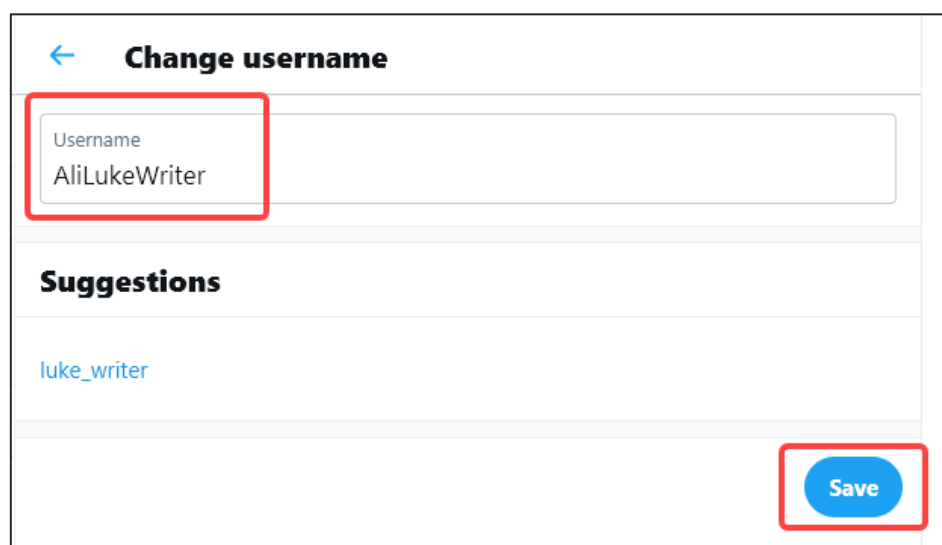 Change username
Username
AliLukeWriter
Suggestions
luke_writer
Save